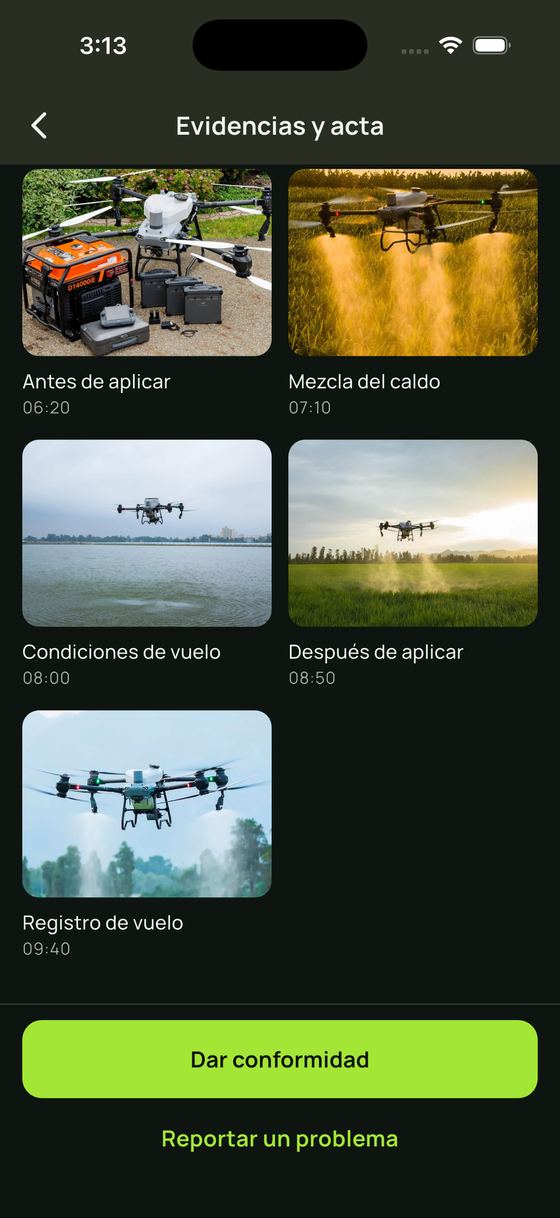 3:13
Evidencias y acta
D14000iE
Antes de aplicar
06:20
Mezcla del caldo
07:10
Condiciones de vuelo
08:00
Después de aplicar
08:50
Registro de vuelo
09:40
Dar conformidad
Reportar un problema